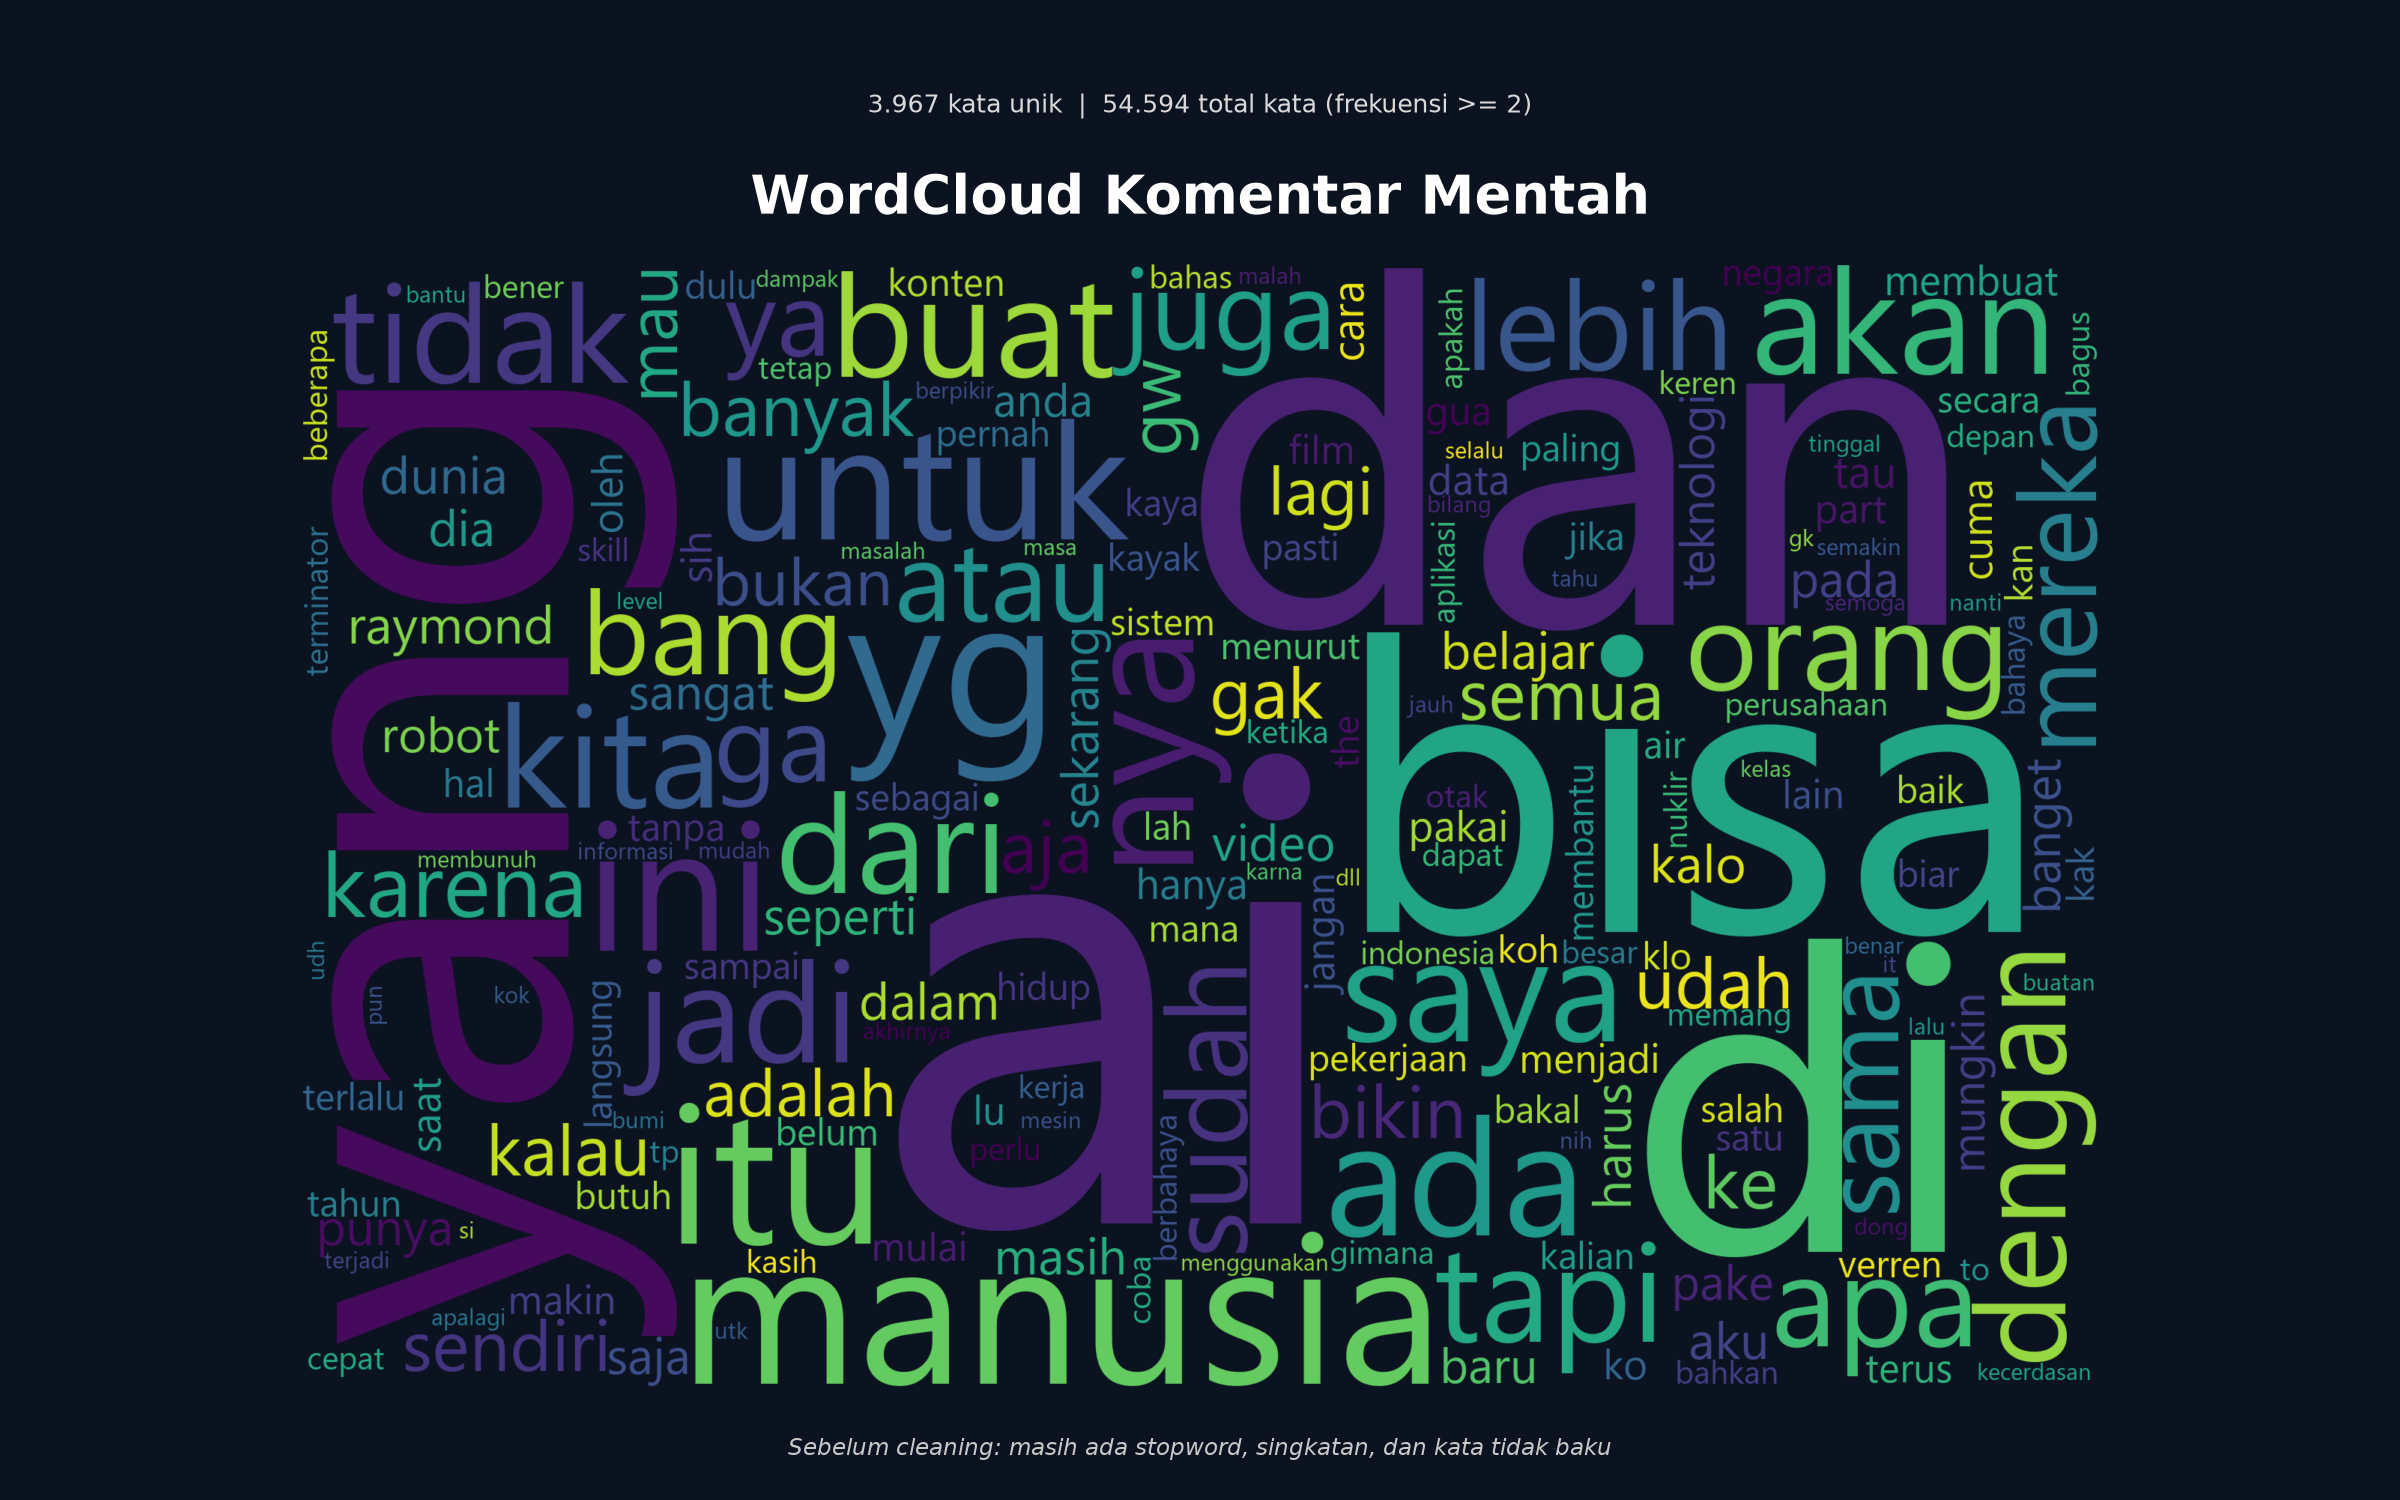 3.967 kata unik | 54.594 total kata (frekuensi >= 2)
WordCloud Komentar Mentah
bantu bener mau dulu dampak konten bahas malah negara membuat
tidak ya buat juga cara apakah lebih akan bagus
beberapa tetap banyak berpikir anda gw dan keren secara
pernah gua depan mereka
dunia oleh untuk film selalu paling tinggal tau
dia skill sih kaya lagi data bilang teknologi part cuma
terminator masalah masa kayak pasti aplikasi jika gk semakin kan
yang level bukan atau tahu pada semoga nanti
raymond bang yg sistem menurut belajar orang bahaya
sangat sekarang nya gak jauh semua perusahaan
robot kita ga ketika the bisa air
hal sebagai otak nuklir kelas lain baik banget
tanpa dari aja lah video pakai membantu
membunuh informasi mudah karna dll dapat kalo biar kak
karena ini seperti hanya jangan
mana indonesia koh besar klo benar it
udh sampai ai sudah saya udah sama dengan buatan
pun kok langsung jadi dalam hidup memang lalu mungkin
akhirnya pekerjaan menjadi di
terlalu saat bumi adalah lu kerja bikin bakal harus salah
kalau tp belum perlu mesin berbahaya nih satu
tahun butuh itu ada ke
punya si dong
terjadi kasih mulai masih menggunakan gimana kalian verren to
apalagi makin coba tapi pake apa
cepat sendiri saja utk manusia baru ko aku bahkan terus kecerdasan
Sebelum cleaning: masih ada stopword, singkatan, dan kata tidak baku